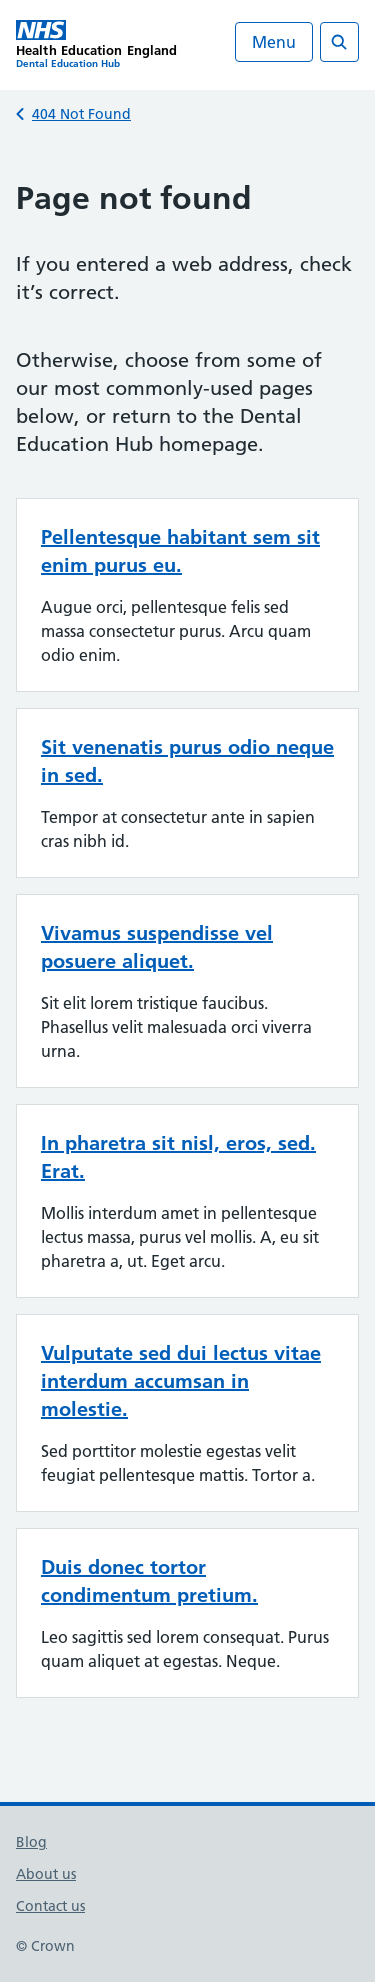 NHS
Health Education England
Dental Education Hub
Menu
404 Not Found
Page not found
If you entered a web address, check
it’s correct.
Otherwise, choose from some of
our most commonly-used pages
below, or return to the Dental
Education Hub homepage.
Pellentesque habitant sem sit
enim purus eu.
Augue orci, pellentesque felis sed
massa consectetur purus. Arcu quam
odio enim.
Sit venenatis purus odio neque
in sed.
Tempor at consectetur ante in sapien
cras nibh id.
Vivamus suspendisse vel
posuere aliquet.
Sit elit lorem tristique faucibus.
Phasellus velit malesuada orci viverra
urna.
In pharetra sit nisl, eros, sed.
Erat.
Mollis interdum amet in pellentesque
lectus massa, purus vel mollis. A, eu sit
pharetra a, ut. Eget arcu.
Vulputate sed dui lectus vitae
interdum accumsan in
molestie.
Sed porttitor molestie egestas velit
feugiat pellentesque mattis. Tortor a.
Duis donec tortor
condimentum pretium.
Leo sagittis sed lorem consequat. Purus
quam aliquet at egestas. Neque.
Blog
About us
Contact us
© Crown